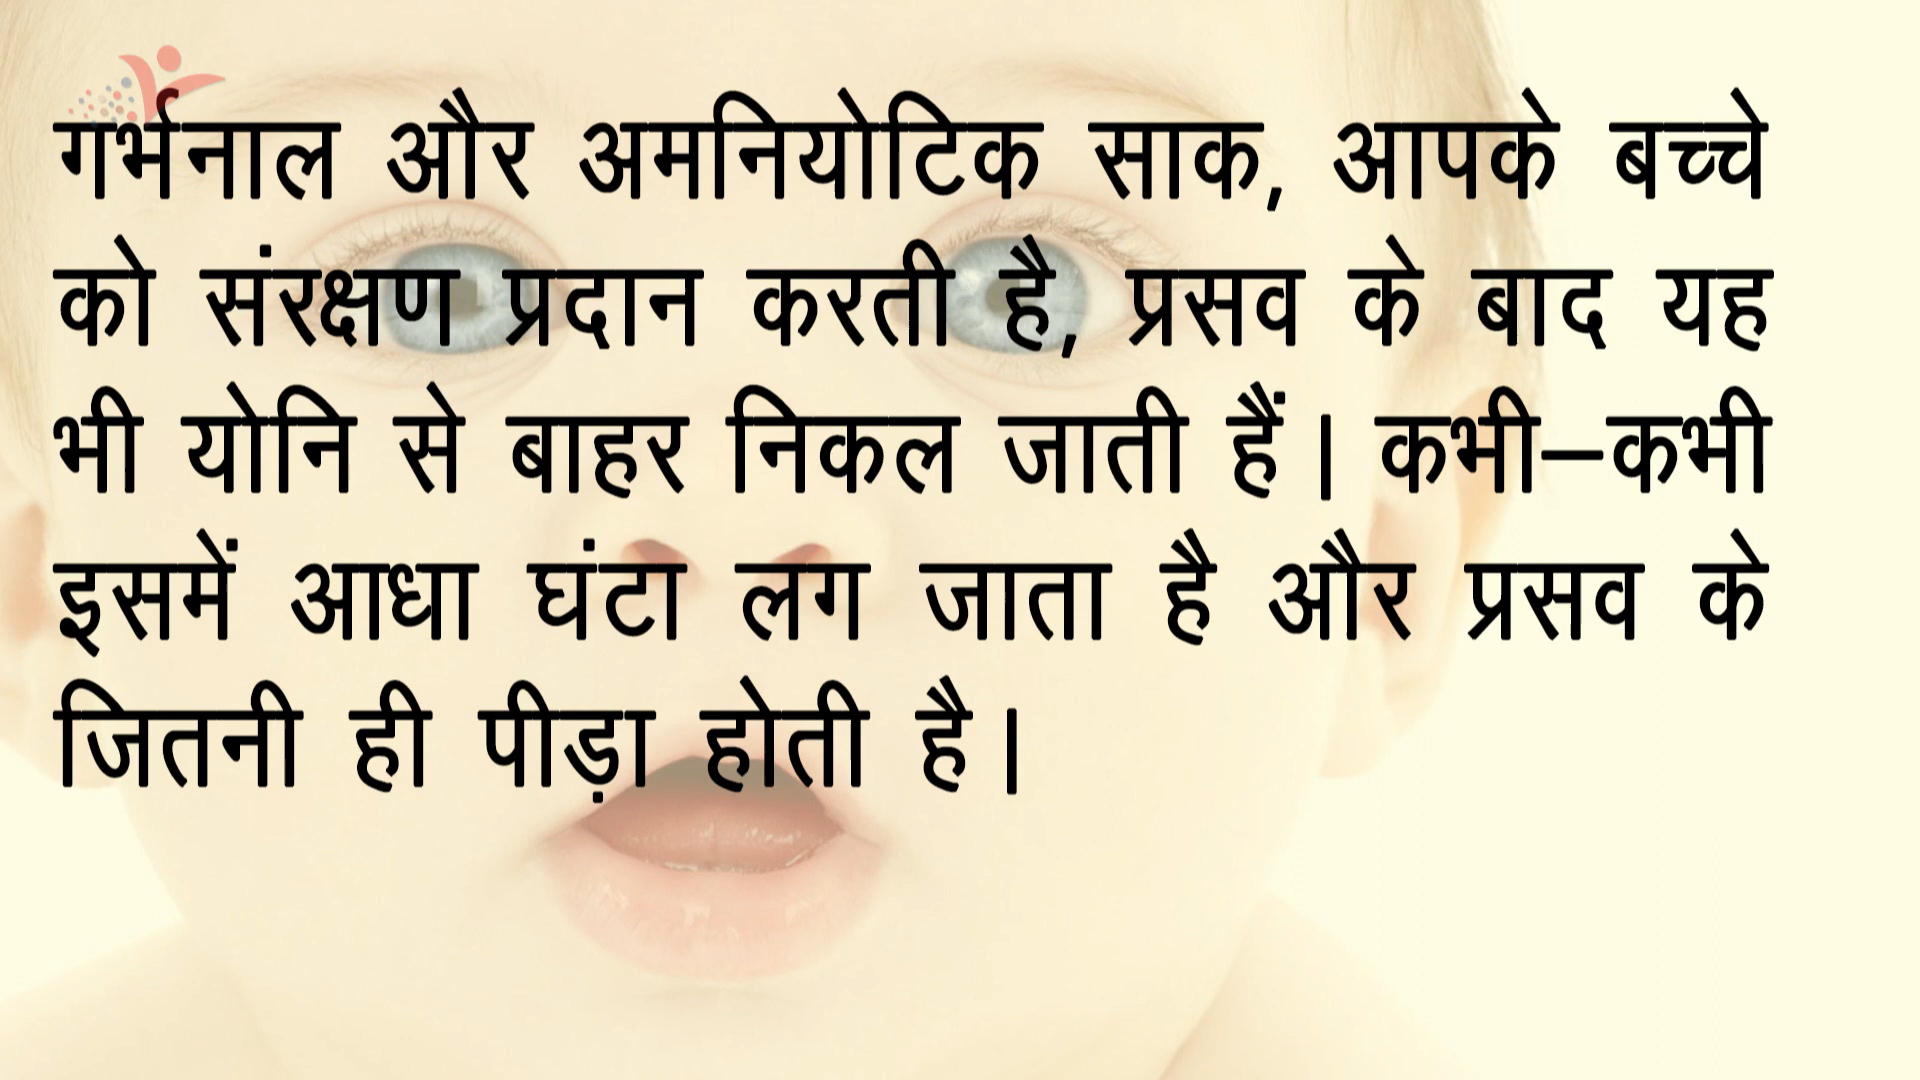 गर्भनाल और अमनियोटिक साक, आपके बच्चे
को संरक्षण प्रदान करती है, प्रसव के बाद यह
भी योनि से बाहर निकल जाती हैं। कभी–कभी
इसमें आधा घंटा लग जाता है और प्रसव के
जितनी ही पीड़ा होती है।